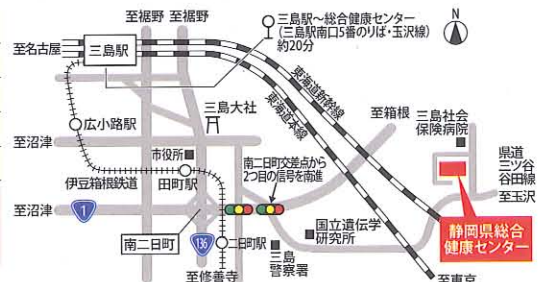 至裾野 至裾野
三島駅〜総合健康センター
(三島駅南口5番のりば・玉沢線)
約20分
N
至名古屋
三島駅
東海道新幹線
東海道本線
至箱根
三島社会
保険病院
三島大社
広小路駅
至沼津
市役所
南二日町交差点から
2つ目の信号を南進
県道
三ツ谷
谷田線
至玉沢
伊豆箱根鉄道
田町駅
至沼津
1
国立遺伝学
研究所
静岡県総合
健康センター
南二日町
136
二日町駅
三島
警察署
至修善寺
至東京